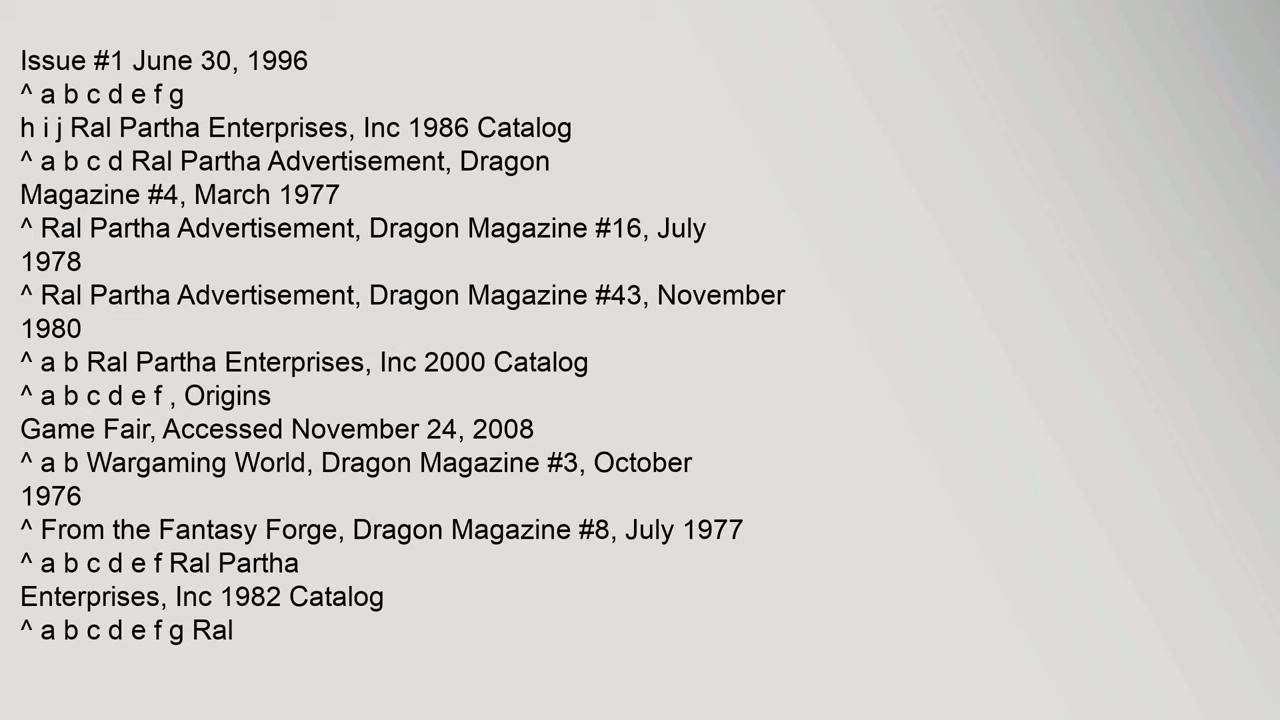 Issue #1 June 30, 1996
^ a b c d e f g
h i j Ral Partha Enterprises, Inc 1986 Catalog
^ a b c d Ral Partha Advertisement, Dragon
Magazine #4, March 1977
^ Ral Partha Advertisement, Dragon Magazine #16, July
1978
^ Ral Partha Advertisement, Dragon Magazine #43, November
1980
^ a b Ral Partha Enterprises, Inc 2000 Catalog
^ a b c d e f , Origins
Game Fair, Accessed November 24, 2008
^ a b Wargaming World, Dragon Magazine #3, October
1976
^ From the Fantasy Forge, Dragon Magazine #8, July 1977
^ a b c d e f Ral Partha
Enterprises, Inc 1982 Catalog
^ a b c d e f g Ral